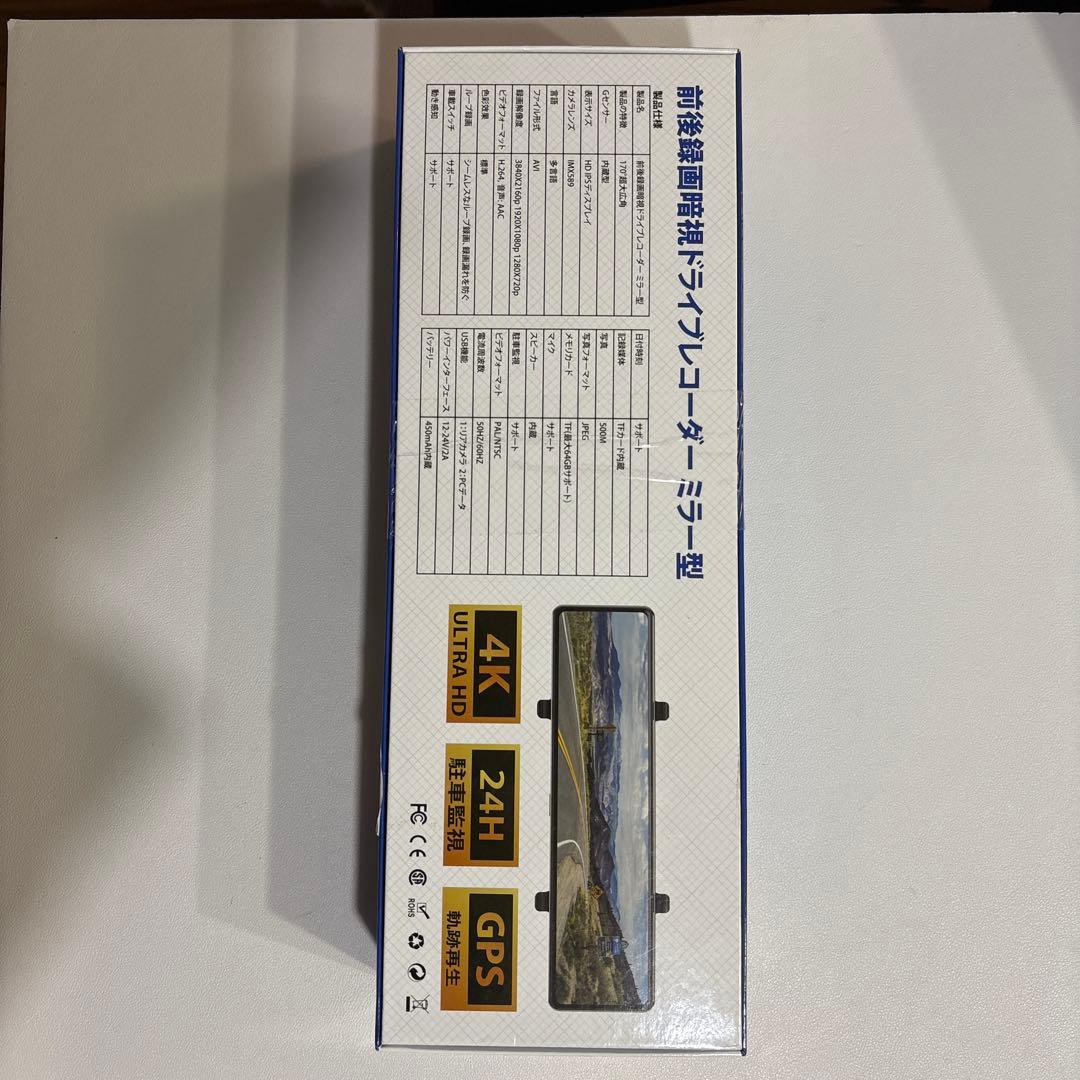 前後録画暗視ドライブレコーダー ミラー型
製品仕様
製品名 前後録画暗視ドライブレコーダー ミラー型
製品の特徴 170°超大広角
Gセンサー 内蔵型
表示サイズ HD IPSディスプレイ
カメラレンズ IMX589
言語 多言語
ファイル形式 AVI
録画解像度 3840X2160p 1920X1080p 1280X720p
ビデオフォーマット H.264, 音声: AAC
色彩効果 標準
ループ録画 シームレスなループ録画、録画漏れを防ぐ
車載スイッチ サポート
動き感知 サポート
日付時刻 サポート
記録媒体 TFカード内蔵
写真 500M
写真フォーマット JPEG
メモリカード TF(最大64GBサポート)
マイク サポート
スピーカー 内蔵
駐車監視 サポート
ビデオフォーマット PAL/NTSC
電流周波数 50HZ/60HZ
USB機能 1:リアカメラ 2:PCデータ
パワーインターフェース 12-24V/2A
バッテリー 450mAh内蔵
4K
ULTRA HD
24H
駐車監視
GPS
軌跡再生
FC CE SA ROHS